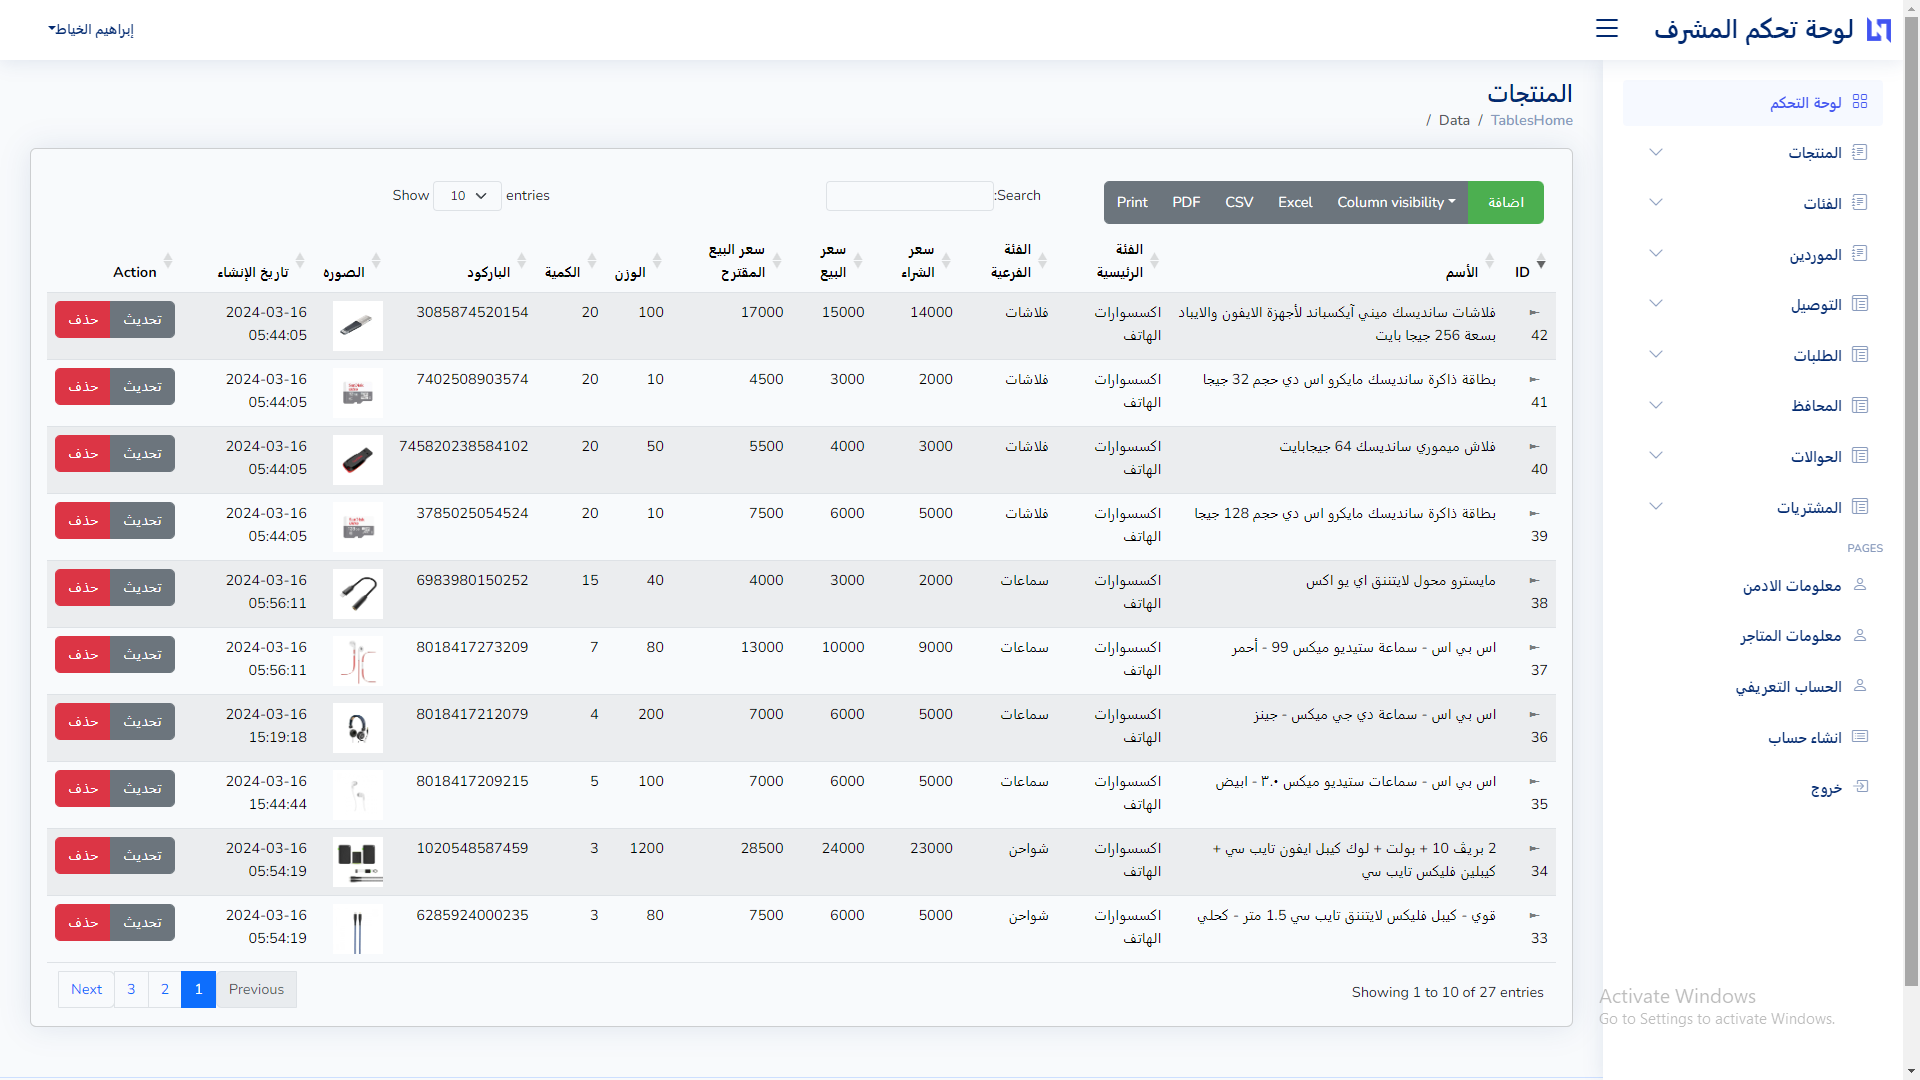 لوحة تحكم المشرف
إبراهيم الخياط
لوحة التحكم
المنتجات
الفئات
الموردين
التوصيل
الطلبات
المحافظ
الحوالات
المشتريات
PAGES
معلومات الادمن
معلومات المتاجر
الحساب التعريفي
انشاء حساب
خروج
المنتجات
/ Data / TablesHome
اضافة Column visibility Excel CSV PDF Print
:Search
Show 10 entries
ID الأسم الفئة الرئيسية الفئة الفرعية سعر الشراء سعر البيع سعر البيع المقترح الوزن الكمية الباركود الصوره تاريخ الإنشاء Action
42 فلاشات سانديسك ميني آيكسباند لأجهزة الايفون والايباد بسعة 256 جيجا بايت اكسسوارات الهاتف فلاشات 14000 15000 17000 100 20 3085874520154 2024-03-16 05:44:05 تحديث حذف
41 بطاقة ذاكرة سانديسك مايكرو اس دي حجم 32 جيجا اكسسوارات الهاتف فلاشات 2000 3000 4500 10 20 7402508903574 2024-03-16 05:44:05 تحديث حذف
40 فلاش ميموري سانديسك 64 جيجابايت اكسسوارات الهاتف فلاشات 3000 4000 5500 50 20 745820238584102 2024-03-16 05:44:05 تحديث حذف
39 بطاقة ذاكرة سانديسك مايكرو اس دي حجم 128 جيجا اكسسوارات الهاتف فلاشات 5000 6000 7500 10 20 3785025054524 2024-03-16 05:44:05 تحديث حذف
38 مايسترو محول لايتننق اي يو اكس اكسسوارات الهاتف سماعات 2000 3000 4000 40 15 6983980150252 2024-03-16 05:56:11 تحديث حذف
37 اس بي اس - سماعة ستيديو ميكس 99 - أحمر اكسسوارات الهاتف سماعات 9000 10000 13000 80 7 8018417273209 2024-03-16 05:56:11 تحديث حذف
36 اس بي اس - سماعة دي جي ميكس - جينز اكسسوارات الهاتف سماعات 5000 6000 7000 200 4 8018417212079 2024-03-16 15:19:18 تحديث حذف
35 اس بي اس - سماعات ستيديو ميكس ٣.٠ - ابيض اكسسوارات الهاتف سماعات 5000 6000 7000 100 5 8018417209215 2024-03-16 15:44:44 تحديث حذف
34 2 بريڤ 10 + بولت + لوك كيبل ايفون تايب سي + كيبلين فليكس تايب سي اكسسوارات الهاتف شواحن 23000 24000 28500 1200 3 1020548587459 2024-03-16 05:54:19 تحديث حذف
33 قوي - كيبل فليكس لايتننق تايب سي 1.5 متر - كحلي اكسسوارات الهاتف شواحن 5000 6000 7500 80 3 6285924000235 2024-03-16 05:54:19 تحديث حذف
Showing 1 to 10 of 27 entries
Previous 1 2 3 Next
Activate Windows
Go to Settings to activate Windows.